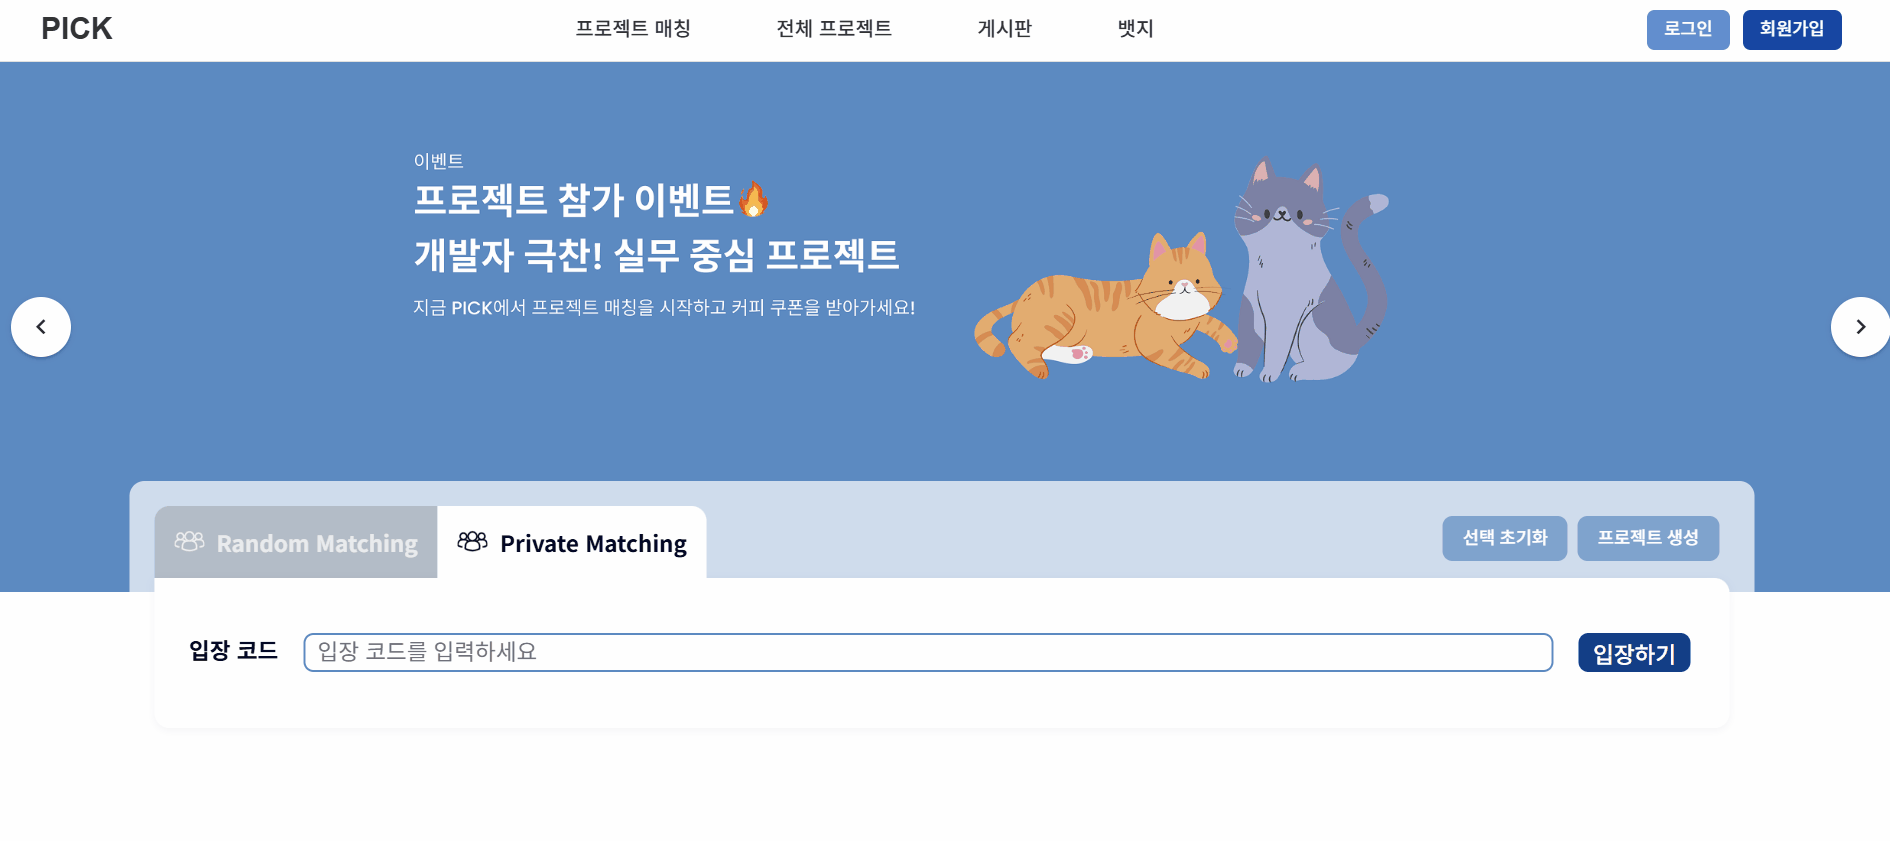 PICK
프로젝트 매칭
전체 프로젝트
게시판
뱃지
로그인
회원가입
이벤트
프로젝트 참가 이벤트🔥
개발자 극찬! 실무 중심 프로젝트
지금 PICK에서 프로젝트 매칭을 시작하고 커피 쿠폰을 받아가세요!
Random Matching
Private Matching
선택 초기화
프로젝트 생성
입장 코드
입장 코드를 입력하세요
입장하기